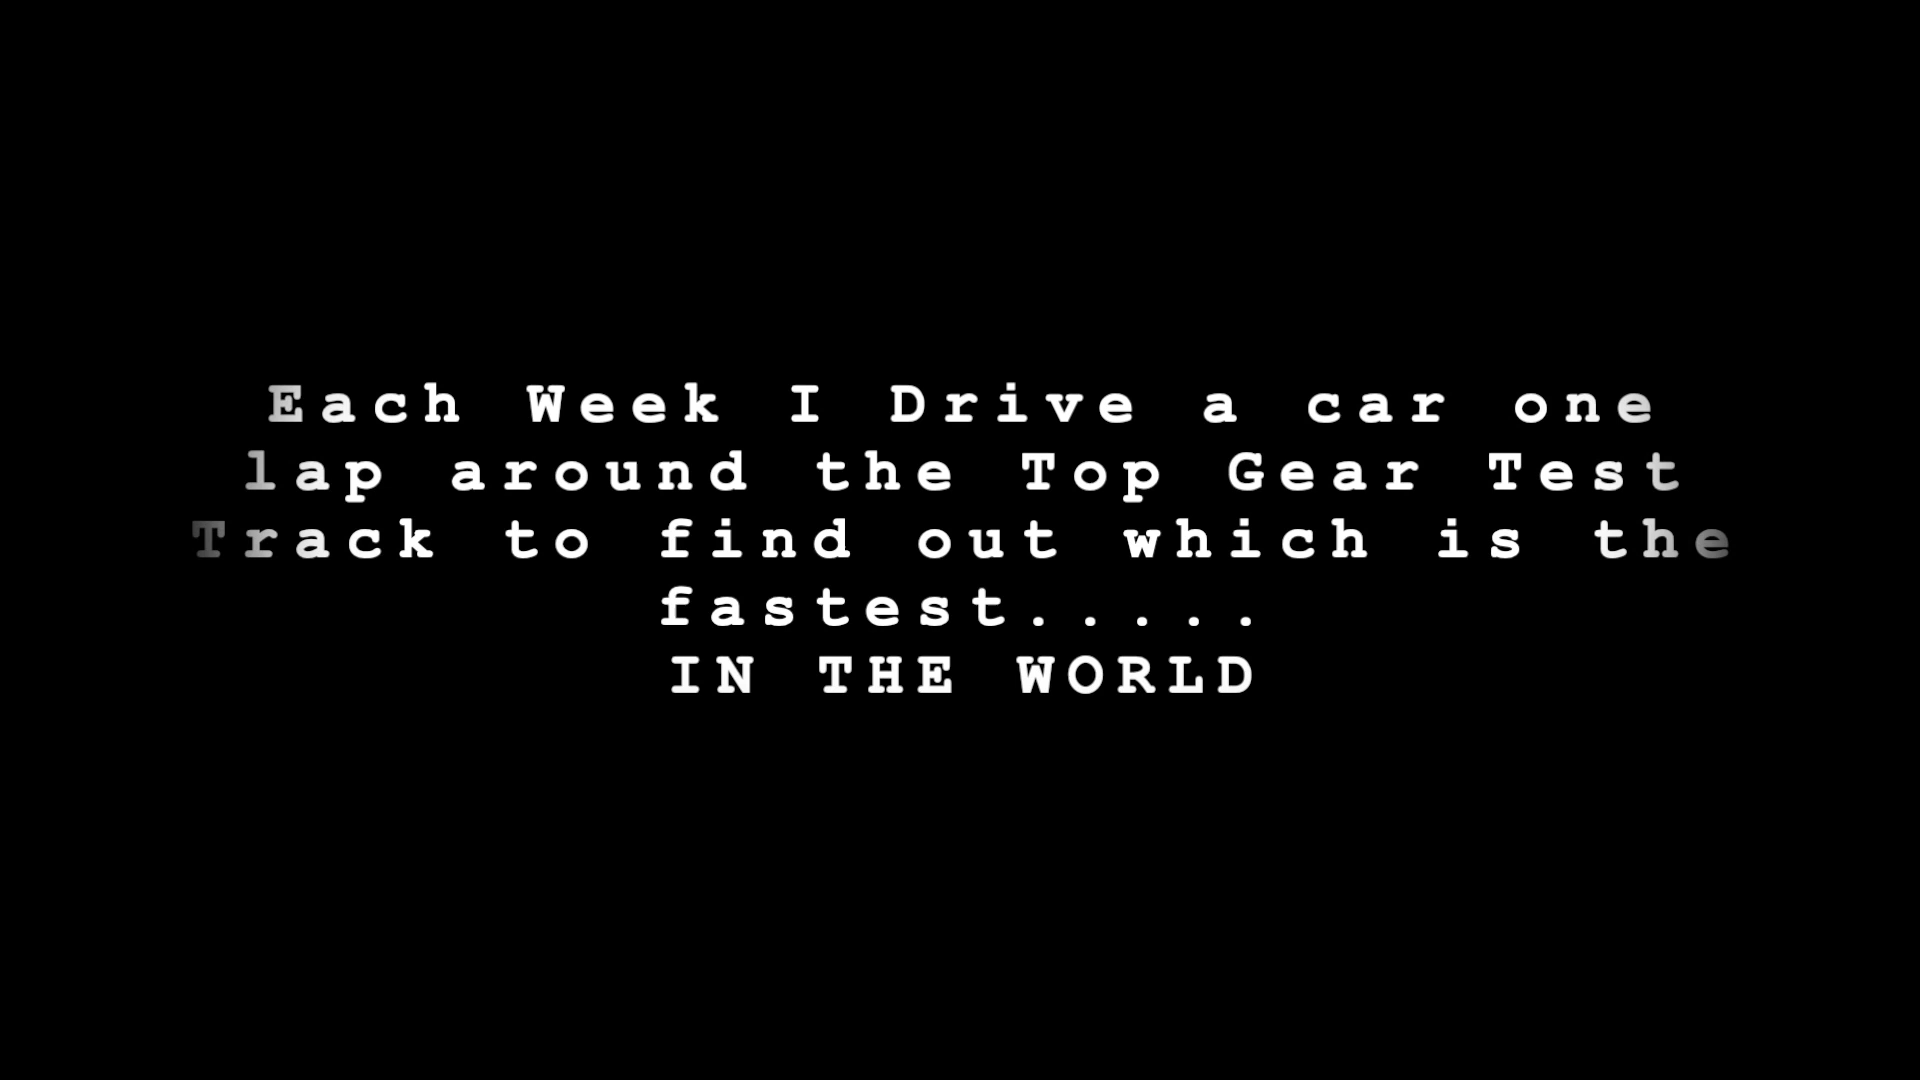 Each Week I Drive a car one
lap around the Top Gear Test
Track to find out which is the
fastest.....
IN THE WORLD